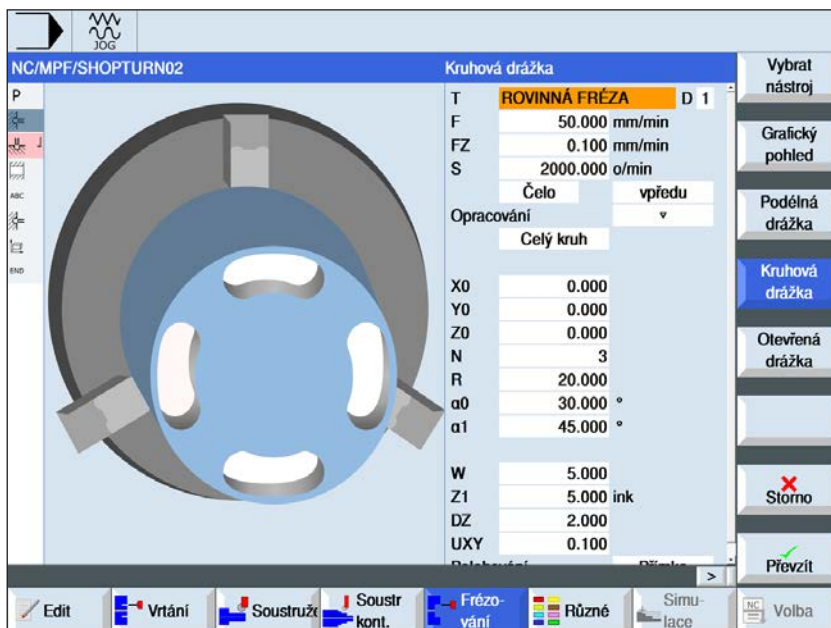 JOG
NC/MPF/SHOPTURN02
Kruhová drážka
P
ABC
END
T ROVINNÁ FRÉZA D 1
F 50.000 mm/min
FZ 0.100 mm/min
S 2000.000 o/min
Čelo vpředu
Opracování ▿
Celý kruh
X0 0.000
Y0 0.000
Z0 0.000
N 3
R 20.000
α0 30.000 °
α1 45.000 °
W 5.000
Z1 5.000 ink
DZ 2.000
UXY 0.100
>
Vybrat
nástroj
Grafický
pohled
Podélná
drážka
Kruhová
drážka
Otevřená
drážka
Storno
Převzít
Edit
Vrtání
Soustruže
Soustr
kont.
Frézo-
vání
Různé
Simu-
lace
NC
Volba